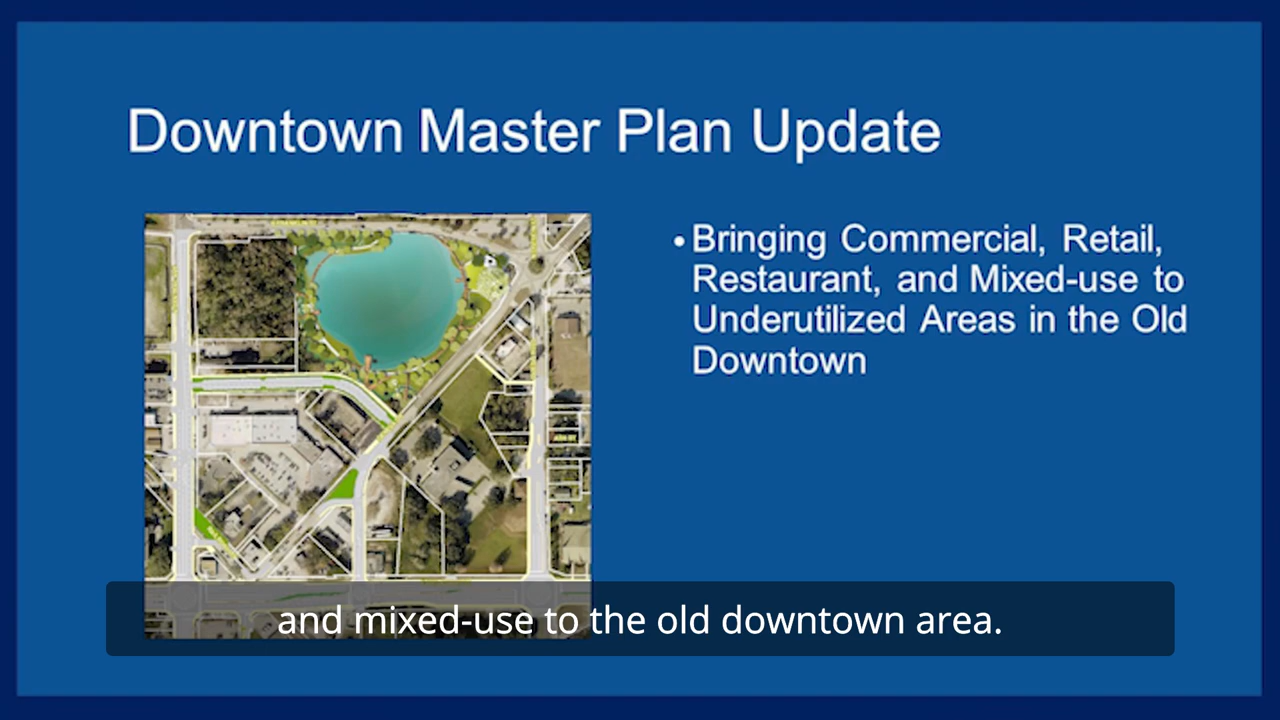 Downtown Master Plan Update
• Bringing Commercial, Retail,
Restaurant, and Mixed-use to
Underutilized Areas in the Old
Downtown
and mixed-use to the old downtown area.